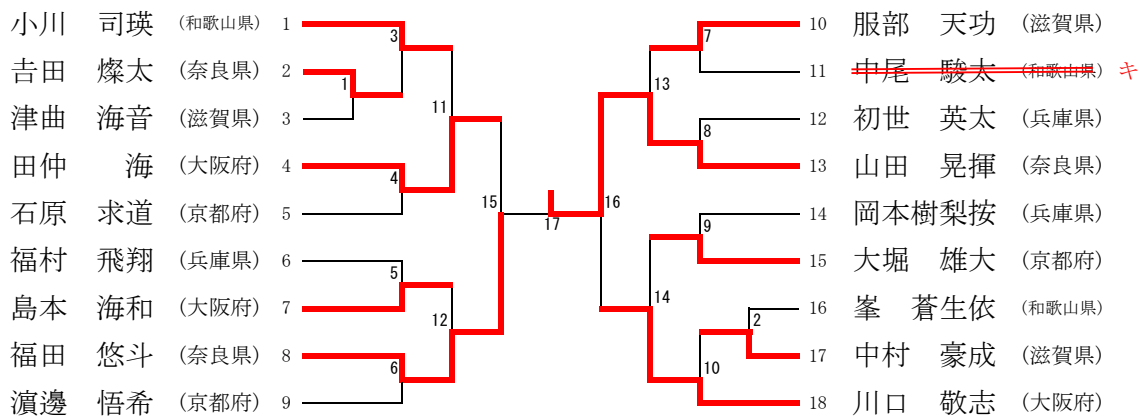 小川　司瑛 (和歌山県) 1
𠮷田　燦太 (奈良県) 2
津曲　海音 (滋賀県) 3
田仲　　海 (大阪府) 4
石原　求道 (京都府) 5
福村　飛翔 (兵庫県) 6
島本　海和 (大阪府) 7
福田　悠斗 (奈良県) 8
濵邊　悟希 (京都府) 9
3
1
11
4
15
5
12
6
17
7
13
8
16
9
14
2
10
10 服部　天功 (滋賀県)
11 中尾　駿太 (和歌山県) キ
12 初世　英太 (兵庫県)
13 山田　晃揮 (奈良県)
14 岡本樹梨按 (兵庫県)
15 大堀　雄大 (京都府)
16 峯　蒼生依 (和歌山県)
17 中村　豪成 (滋賀県)
18 川口　敬志 (大阪府)